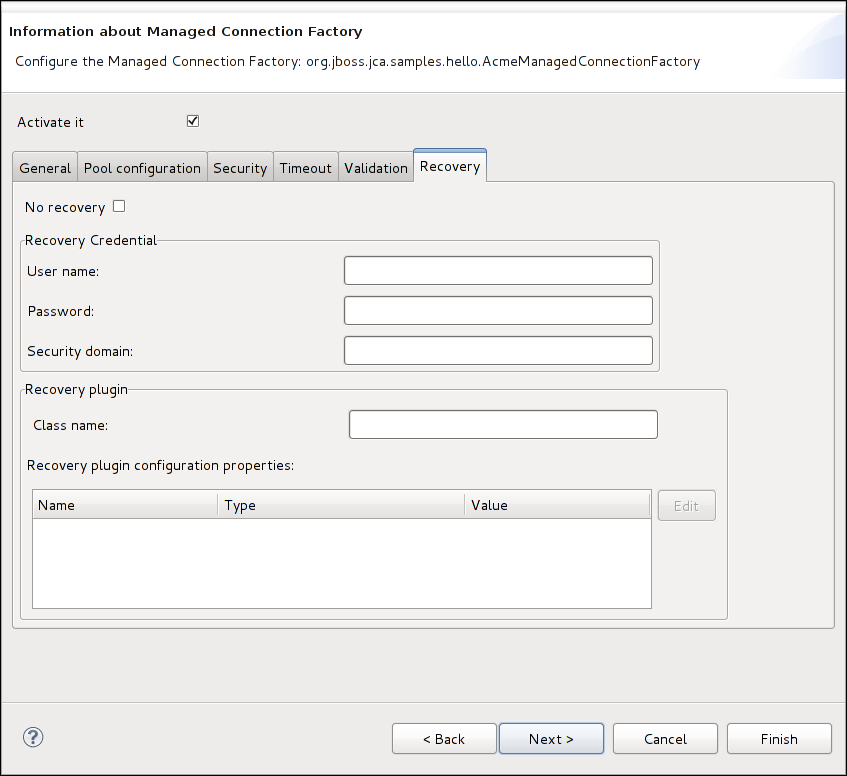 Information about Managed Connection Factory
Configure the Managed Connection Factory: org.jboss.jca.samples.hello.AcmeManagedConnectionFactory
Activate it
General Pool configuration Security Timeout Validation Recovery
No recovery
Recovery Credential
User name:
Password:
Security domain:
Recovery plugin
Class name:
Recovery plugin configuration properties:
Name Type Value Edit
? < Back Next > Cancel Finish